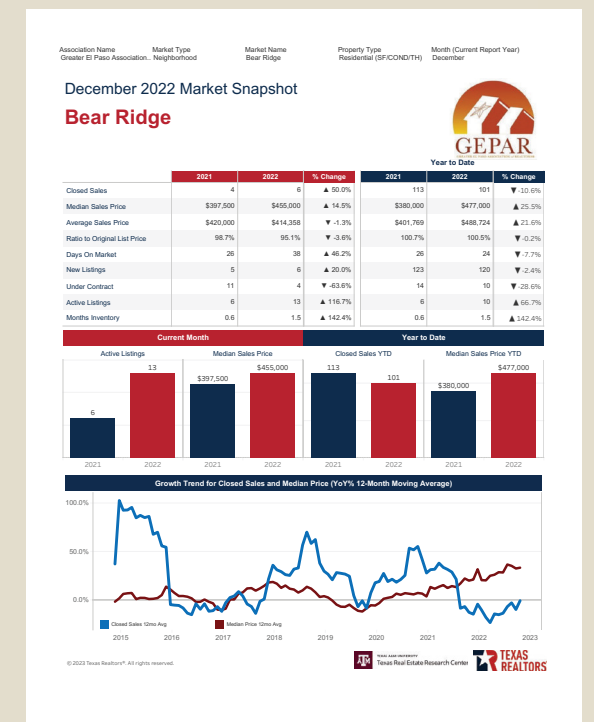 Association Name Market Type Market Name Property Type Month (Current Report Year)
Greater El Paso Association.. Neighborhood Bear Ridge Residential (SF/COND/TH) December
December 2022 Market Snapshot
Bear Ridge
GEPAR
Year to Date
2021 2022 % Change 2021 2022 % Change
Closed Sales 4 6 ▲ 50.0% 113 101 ▼ -10.6%
Median Sales Price $397,500 $455,000 ▲ 14.5% $380,000 $477,000 ▲ 25.5%
Average Sales Price $420,000 $414,358 ▼ -1.3% $401,769 $488,724 ▲ 21.6%
Ratio to Original List Price 98.7% 95.1% ▼ -3.6% 100.7% 100.5% ▼ -0.2%
Days On Market 26 38 ▲ 46.2% 26 24 ▼ -7.7%
New Listings 5 6 ▲ 20.0% 123 120 ▼ -2.4%
Under Contract 11 4 ▼ -63.6% 14 10 ▼ -28.6%
Active Listings 6 13 ▲ 116.7% 6 10 ▲ 66.7%
Months Inventory 0.6 1.5 ▲ 142.4% 0.6 1.5 ▲ 142.4%
Current Month Year to Date
Active Listings Median Sales Price Closed Sales YTD Median Sales Price YTD
6 13 $397,500 $455,000 113 101 $380,000 $477,000
2021 2022 2021 2022 2021 2022 2021 2022
Growth Trend for Closed Sales and Median Price (YoY% 12-Month Moving Average)
100.0%
50.0%
0.0%
Closed Sales 12mo Avg Median Price 12mo Avg
2015 2016 2017 2018 2019 2020 2021 2022 2023
© 2023 Texas Realtors®. All rights reserved.
TEXAS A&M UNIVERSITY
Texas Real Estate Research Center
TEXAS
REALTORS